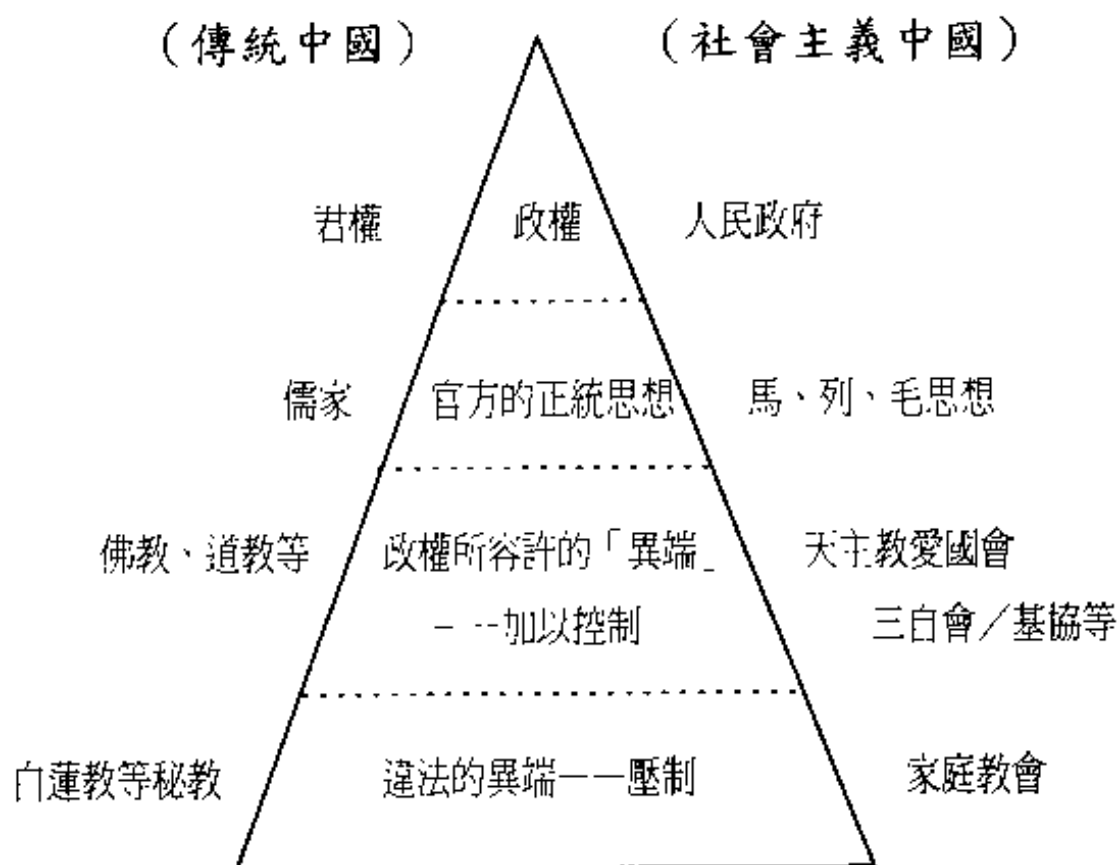 （傳統中國） （社會主義中國）
君權 政權 人民政府
儒家 官方的正統思想 馬、列、毛思想
佛教、道教等 政權所容許的「異端」 天主教愛國會
——加以控制 三自會／基協等
白蓮教等秘教 違法的異端——壓制 家庭教會